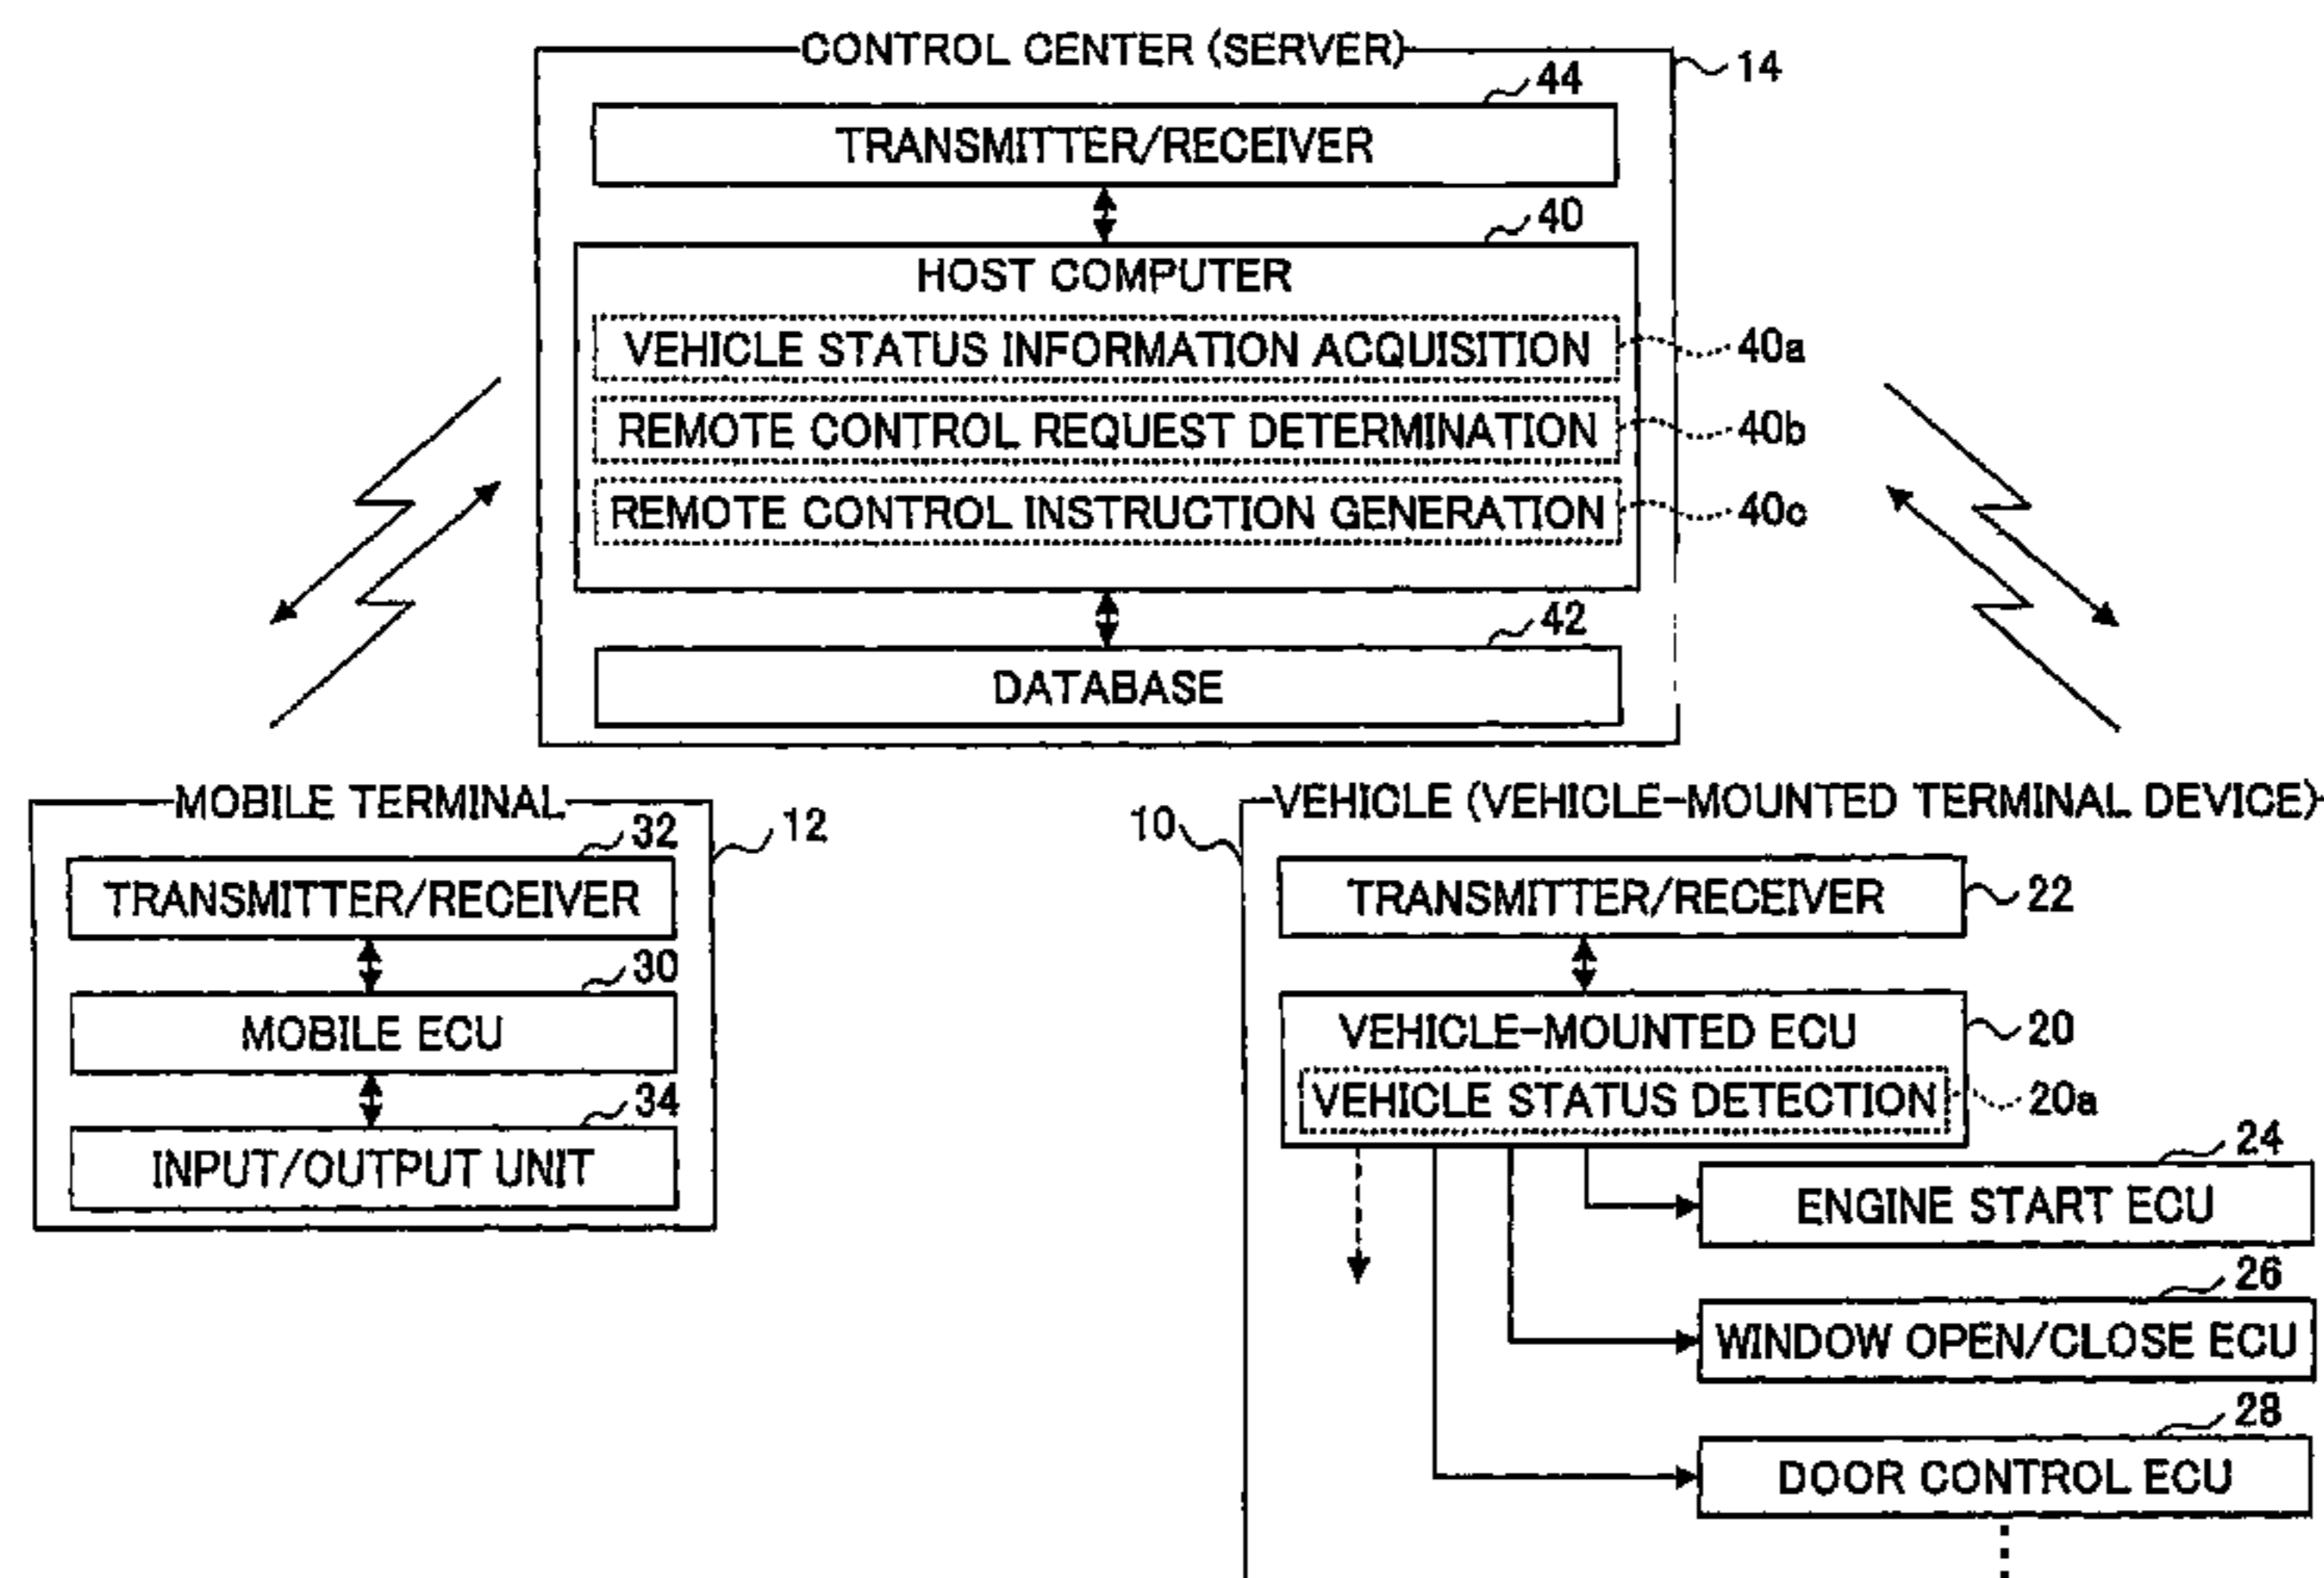 CONTROL CENTER (SERVER)
14
44
TRANSMITTER/RECEIVER
40
HOST COMPUTER
VEHICLE STATUS INFORMATION ACQUISITION
40a
REMOTE CONTROL REQUEST DETERMINATION
40b
REMOTE CONTROL INSTRUCTION GENERATION
40c
42
DATABASE
MOBILE TERMINAL
12
32
TRANSMITTER/RECEIVER
30
MOBILE ECU
34
INPUT/OUTPUT UNIT
VEHICLE (VEHICLE-MOUNTED TERMINAL DEVICE)
10
TRANSMITTER/RECEIVER
22
VEHICLE-MOUNTED ECU
20
VEHICLE STATUS DETECTION
20a
24
ENGINE START ECU
26
WINDOW OPEN/CLOSE ECU
28
DOOR CONTROL ECU